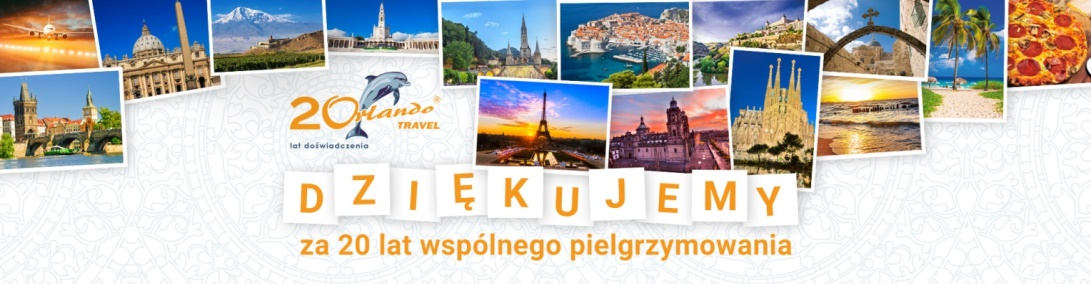 20 Orlando®
TRAVEL
lat doświadczenia
DZIĘKUJEMY
za 20 lat wspólnego pielgrzymowania